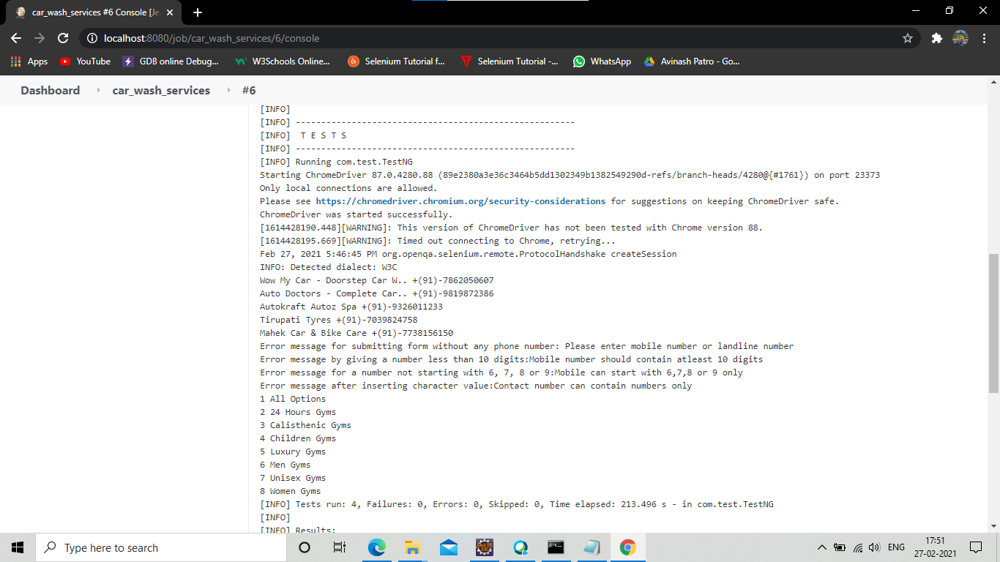 car_wash_services #6 Console [Je
localhost:8080/job/car_wash_services/6/console
Apps YouTube GDB online Debug... W3Schools Online... Selenium Tutorial f... Selenium Tutorial -... WhatsApp Avinash Patro - Go...
Dashboard car_wash_services #6
[INFO]
[INFO] -------------------------------------------------------
[INFO]  T E S T S
[INFO] -------------------------------------------------------
[INFO] Running com.test.TestNG
Starting ChromeDriver 87.0.4280.88 (89e2380a3e36c3464b5dd1302349b1382549290d-refs/branch-heads/4280@{#1761}) on port 23373
Only local connections are allowed.
Please see https://chromedriver.chromium.org/security-considerations for suggestions on keeping ChromeDriver safe.
ChromeDriver was started successfully.
[1614428190.448][WARNING]: This version of ChromeDriver has not been tested with Chrome version 88.
[1614428195.669][WARNING]: Timed out connecting to Chrome, retrying...
Feb 27, 2021 5:46:45 PM org.openqa.selenium.remote.ProtocolHandshake createSession
INFO: Detected dialect: W3C
Wow My Car - Doorstep Car W.. +(91)-7862050607
Auto Doctors - Complete Car.. +(91)-9819872386
Autokraft Autoz Spa +(91)-9326011233
Tirupati Tyres +(91)-7039824758
Mahek Car & Bike Care +(91)-7738156150
Error message for submitting form without any phone number: Please enter mobile number or landline number
Error message by giving a number less than 10 digits:Mobile number should contain atleast 10 digits
Error message for a number not starting with 6, 7, 8 or 9:Mobile can start with 6,7,8 or 9 only
Error message after inserting character value:Contact number can contain numbers only
1 All Options
2 24 Hours Gyms
3 Calisthenic Gyms
4 Children Gyms
5 Luxury Gyms
6 Men Gyms
7 Unisex Gyms
8 Women Gyms
[INFO] Tests run: 4, Failures: 0, Errors: 0, Skipped: 0, Time elapsed: 213.496 s - in com.test.TestNG
[INFO]
[INFO] Results:
Type here to search
ENG
17:51
27-02-2021